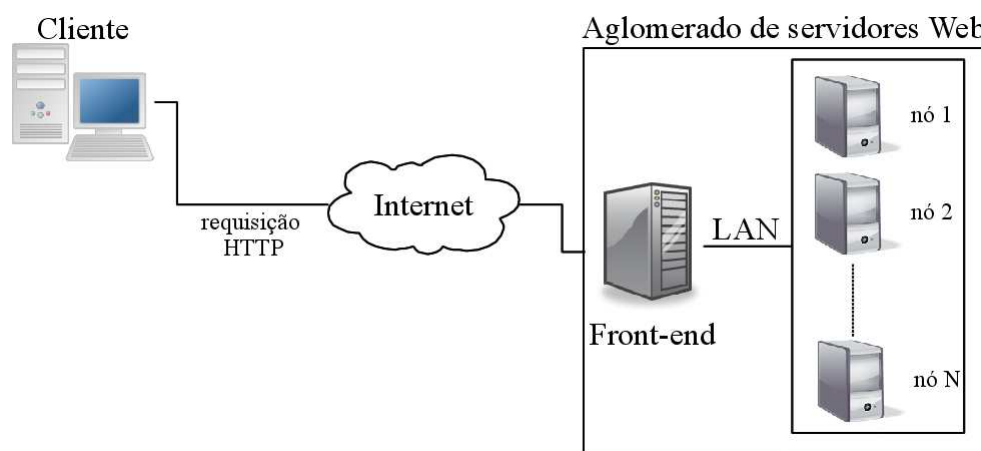 Cliente
Aglomerado de servidores Web
nó 1
Internet
nó 2
requisição
HTTP
LAN
Front-end
nó N